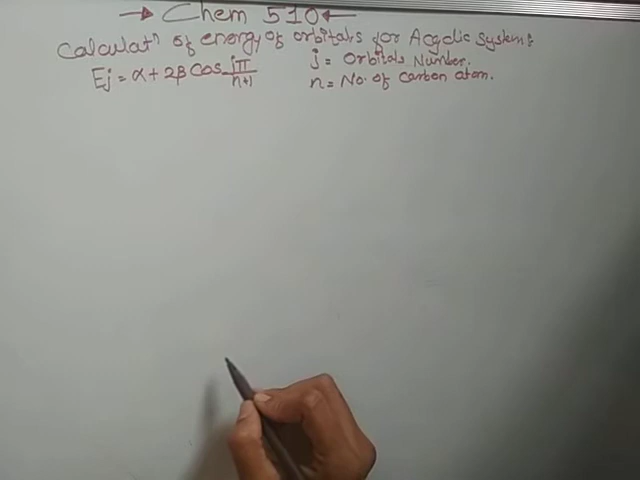 → Chem 510 ←
Calculatⁿ of energy of orbitals for Acyclic System:
Ej = α + 2β Cos jπ/n+1
j = Orbitals Number.
n = No. of Carbon atom.